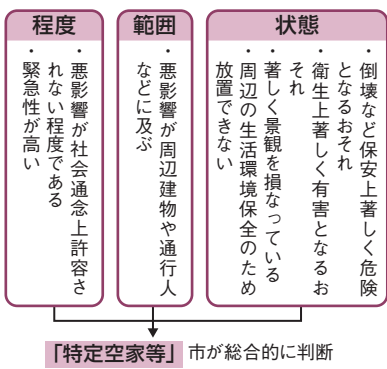 状態
・倒壊など保安上著しく危険
となるおそれ
・衛生上著しく有害となるお
それ
・著しく景観を損なっている
・周辺の生活環境保全のため
放置できない
範囲
・悪影響が周辺建物や通行人
などに及ぶ
程度
・悪影響が社会通念上許容さ
れない程度である
・緊急性が高い
「特定空家等」 市が総合的に判断